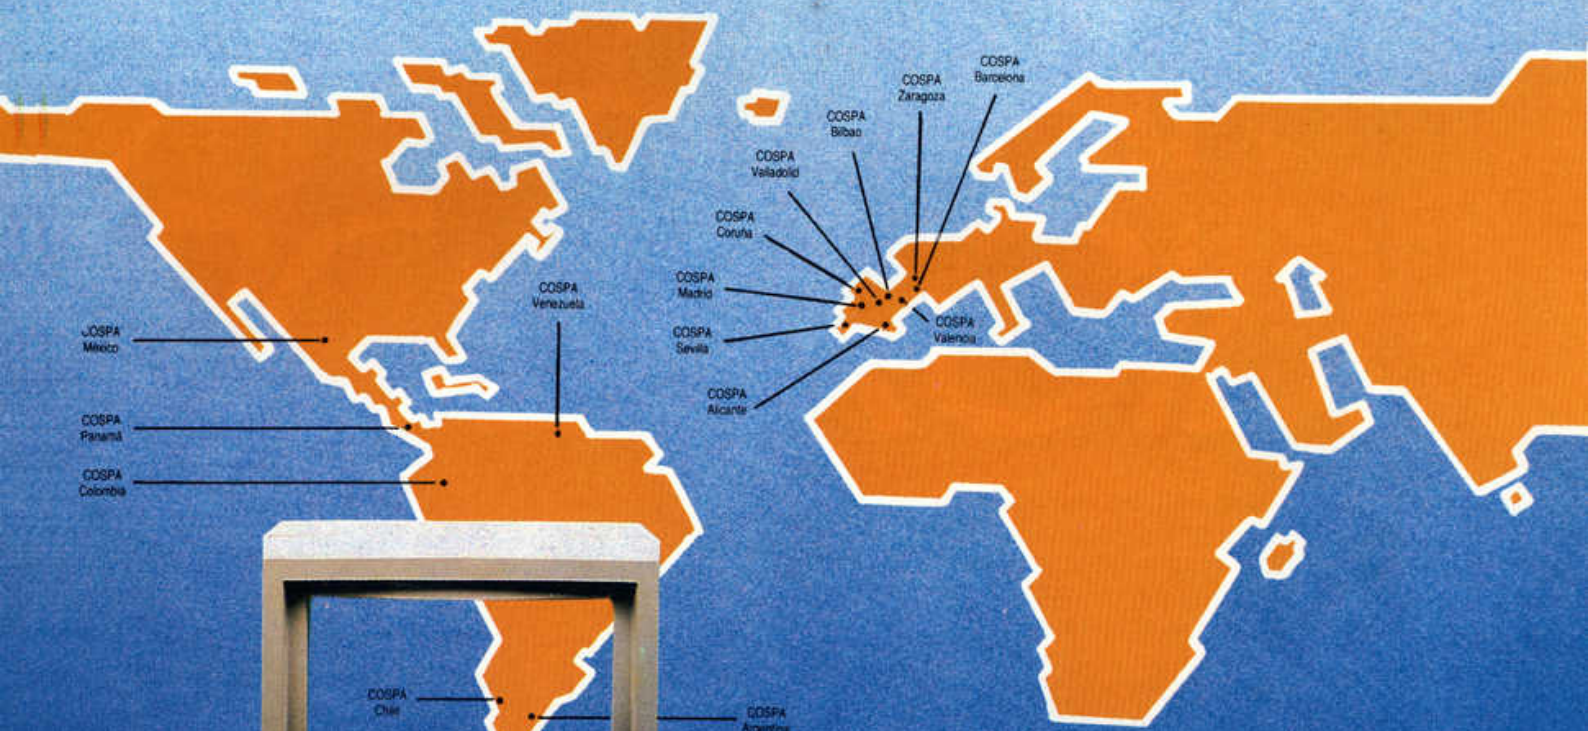 COSPA
Barcelona
COSPA
Zaragoza
COSPA
Bilbao
COSPA
Valladolid
COSPA
Coruña
COSPA
Madrid
COSPA
Sevilla
COSPA
Alicante
COSPA
Valencia
COSPA
Venezuela
COSPA
México
COSPA
Panamá
COSPA
Colombia
COSPA
Chile
COSPA
Argentina